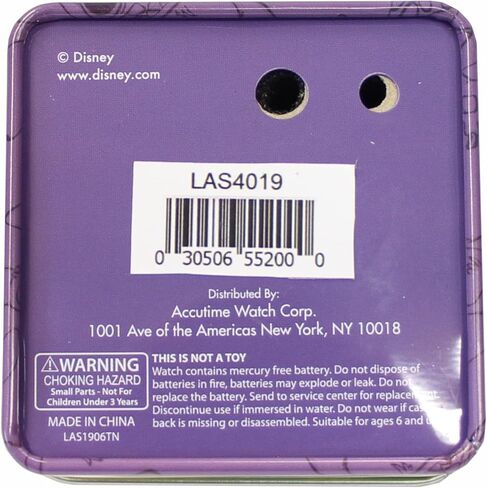 © Disney
www.disney.com
LAS4019
0 30506 55200 0
Distributed By:
Accutime Watch Corp.
1001 Ave of the Americas New York, NY 10018
⚠WARNING
CHOKING HAZARD
Small Parts - Not For
Children Under 3 Years
MADE IN CHINA
LAS1906TN
THIS IS NOT A TOY
Watch contains mercury free battery. Do not dispose of
batteries in fire, batteries may explode or leak. Do not
replace the battery. Send to service center for replacement.
Discontinue use if immersed in water. Do not wear if case
back is missing or disassembled. Suitable for ages 6 and